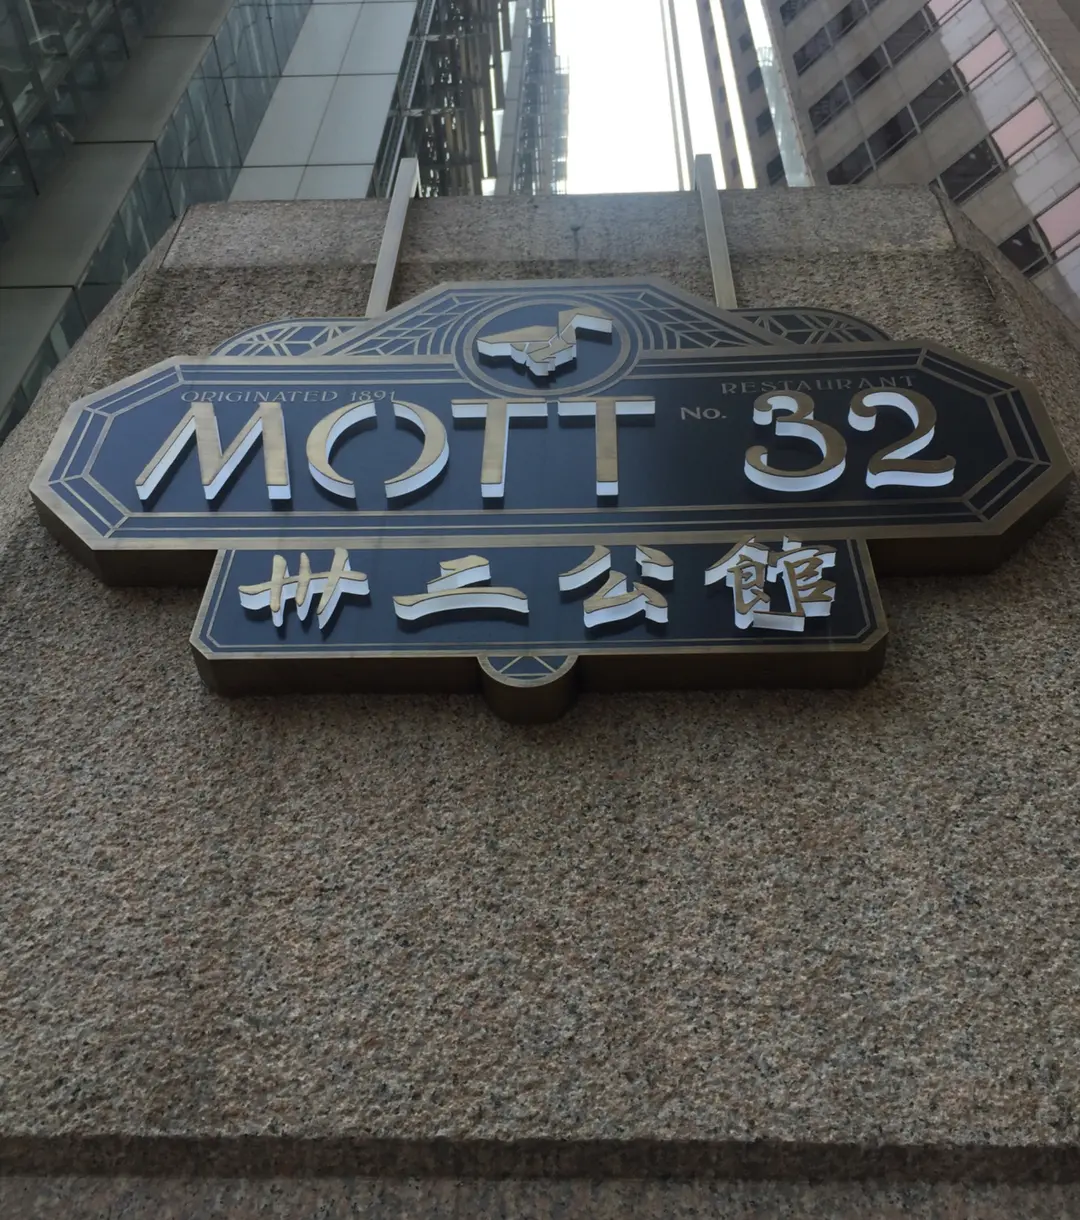 ORIGINATED 1891 RESTAURANT
MOTT No. 32
卅二公館